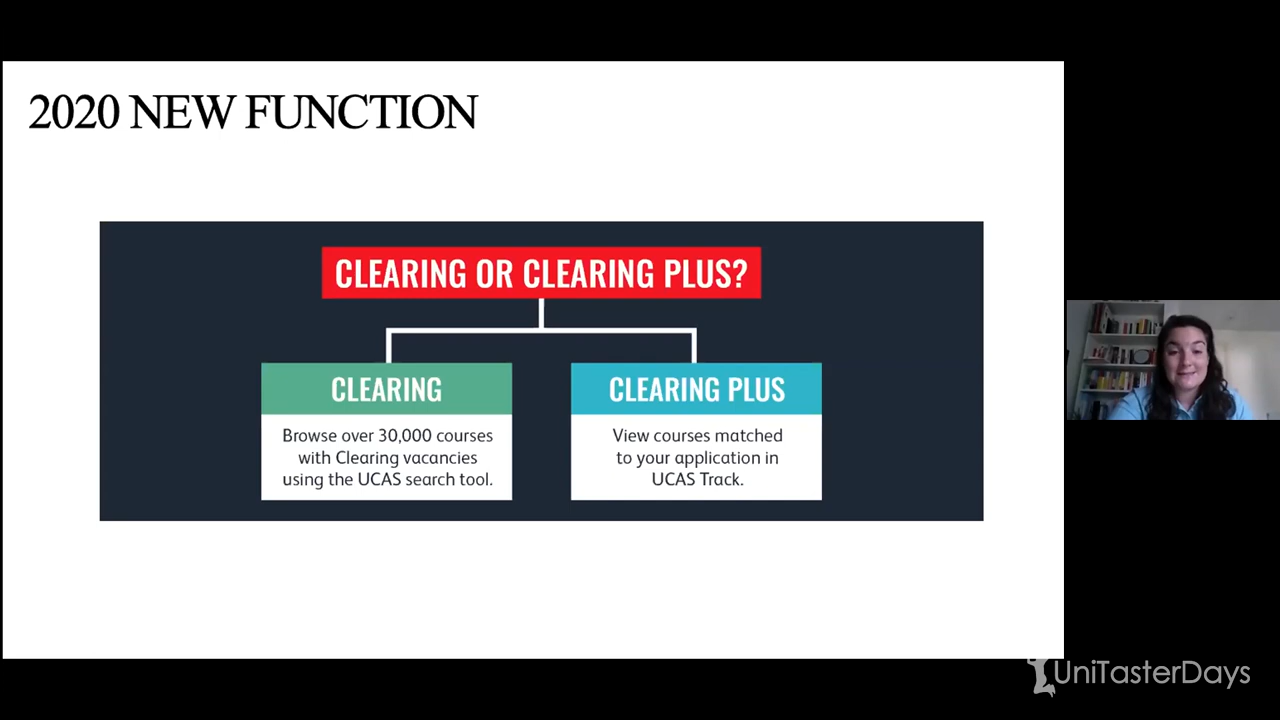 2020 NEW FUNCTION
CLEARING OR CLEARING PLUS?
CLEARING
Browse over 30,000 courses
with Clearing vacancies
using the UCAS search tool.
CLEARING PLUS
View courses matched
to your application in
UCAS Track.
UniTasterDays